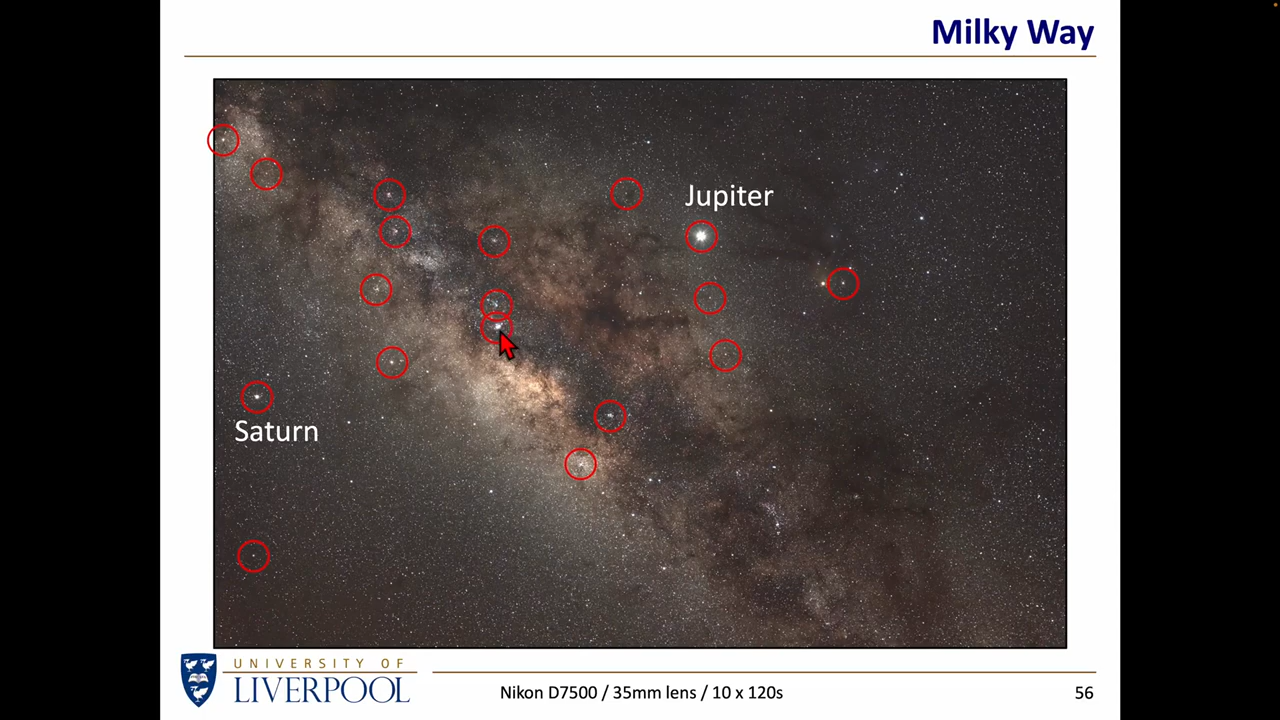 Milky Way
Jupiter
Saturn
UNIVERSITY OF
LIVERPOOL
Nikon D7500 / 35mm lens / 10 x 120s
56